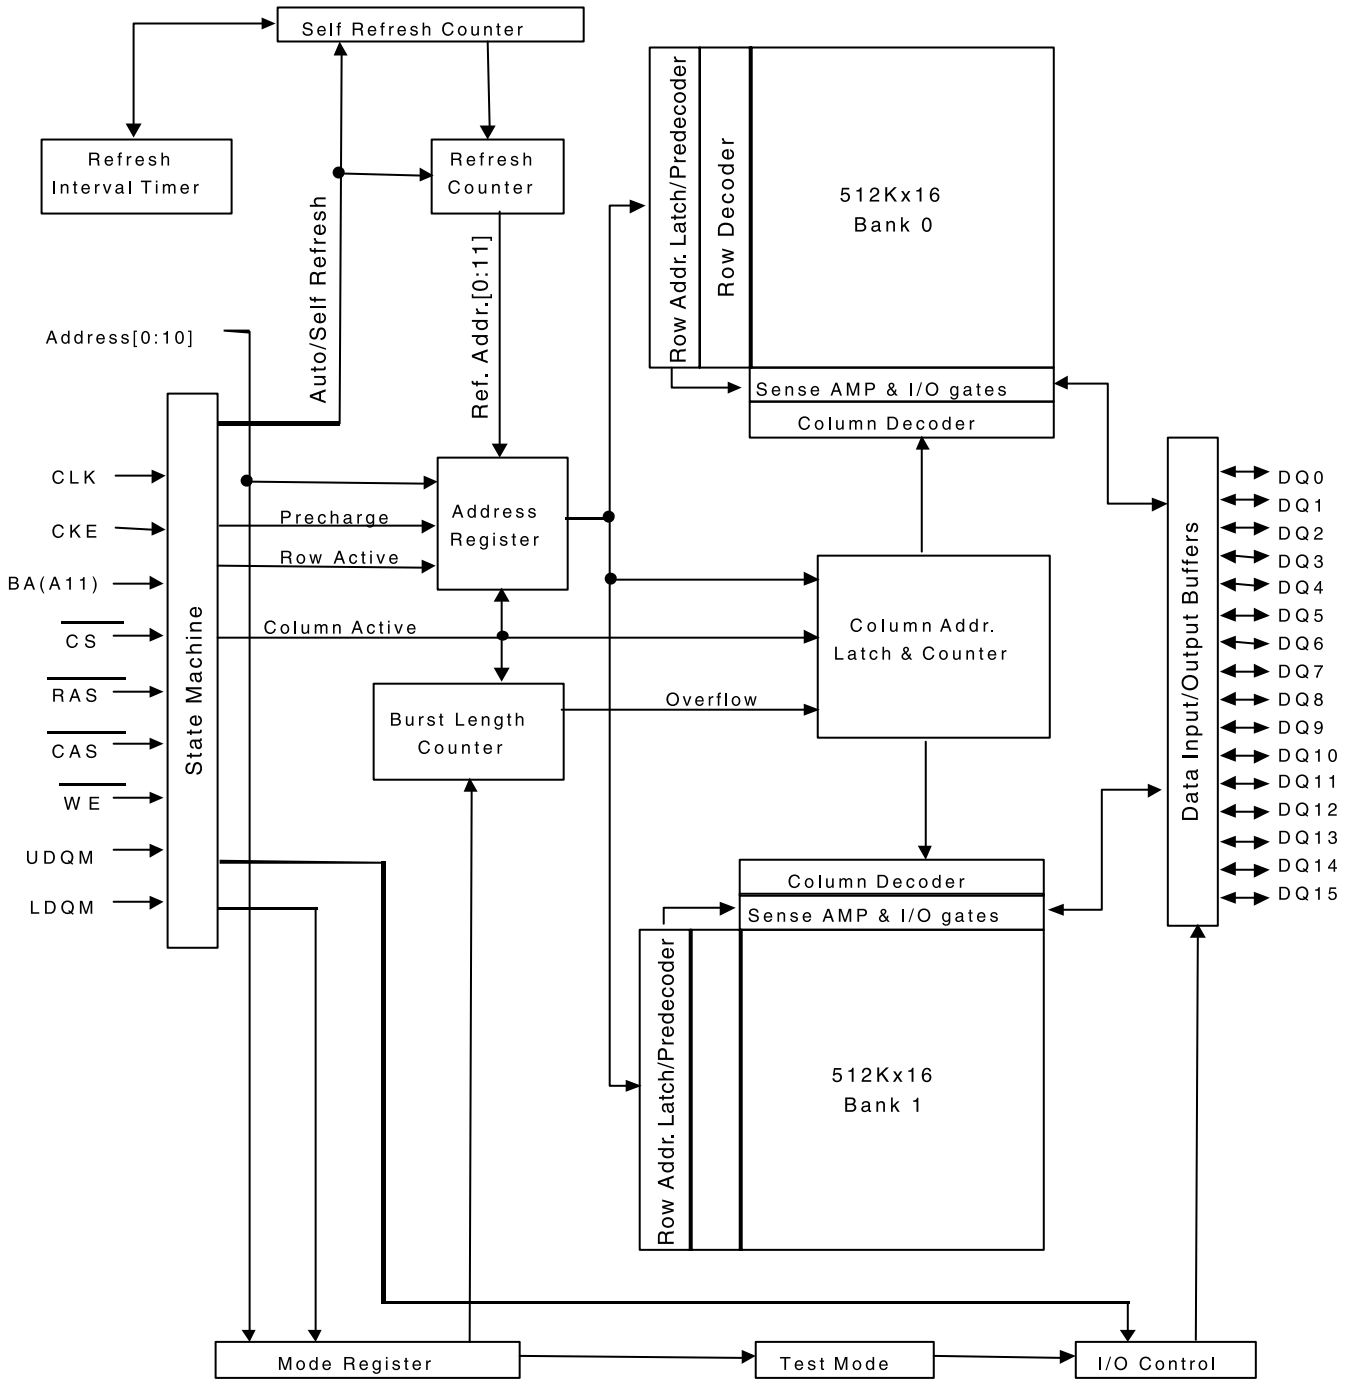 Self Refresh Counter
Refresh
Interval Timer
Refresh
Counter
Auto/Self Refresh
Ref. Addr.[0:11]
Row Addr. Latch/Predecoder
Row Decoder
512Kx16
Bank 0
Sense AMP & I/O gates
Column Decoder
Address[0:10]
CLK
CKE
BA(A11)
CS
RAS
CAS
WE
UDQM
LDQM
State Machine
Precharge
Row Active
Column Active
Address
Register
Burst Length
Counter
Overflow
Column Addr.
Latch & Counter
Data Input/Output Buffers
DQ0
DQ1
DQ2
DQ3
DQ4
DQ5
DQ6
DQ7
DQ8
DQ9
DQ10
DQ11
DQ12
DQ13
DQ14
DQ15
Column Decoder
Sense AMP & I/O gates
Row Addr. Latch/Predecoder
512Kx16
Bank 1
Mode Register
Test Mode
I/O Control